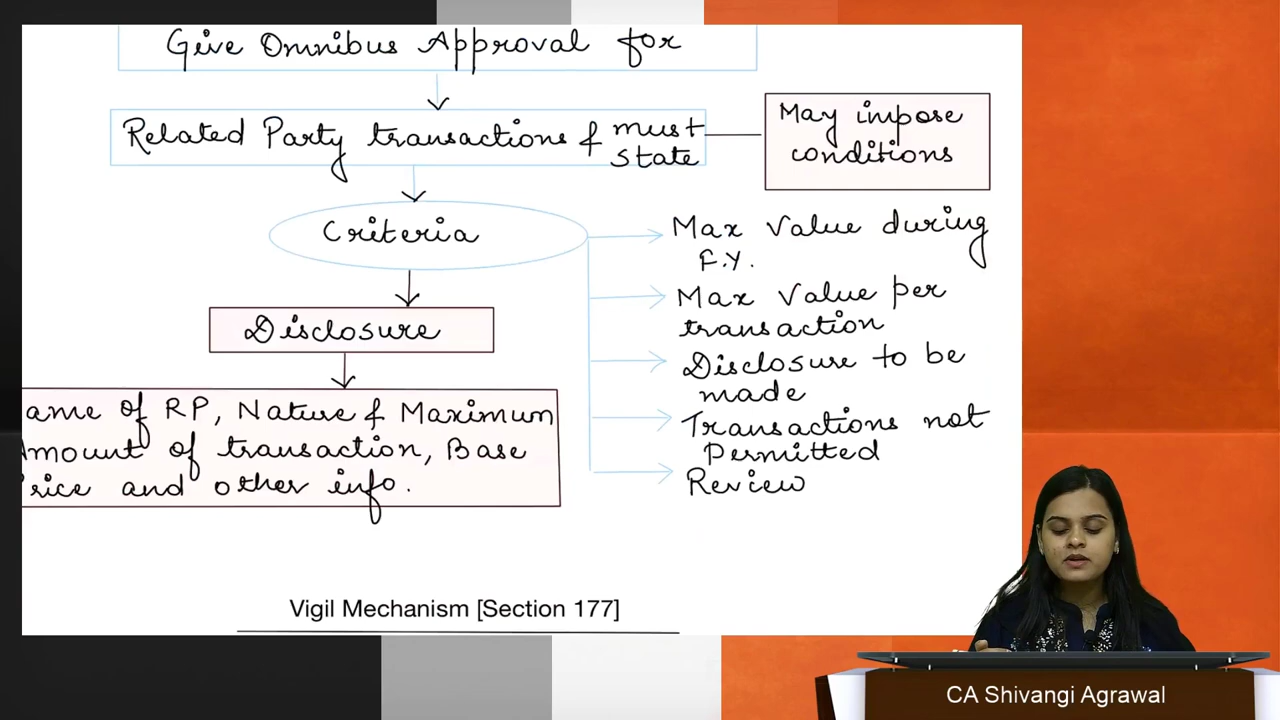 Give Omnibus Approval for
Related Party transactions & must
state
May impose
conditions
Criteria
Max Value during
F.Y.
Max Value per
transaction
Disclosure to be
made
Transactions not
Permitted
Review
Disclosure
ame of RP, Nature & Maximum
Amount of transaction, Base
rice and other info.
Vigil Mechanism [Section 177]
CA Shivangi Agrawal